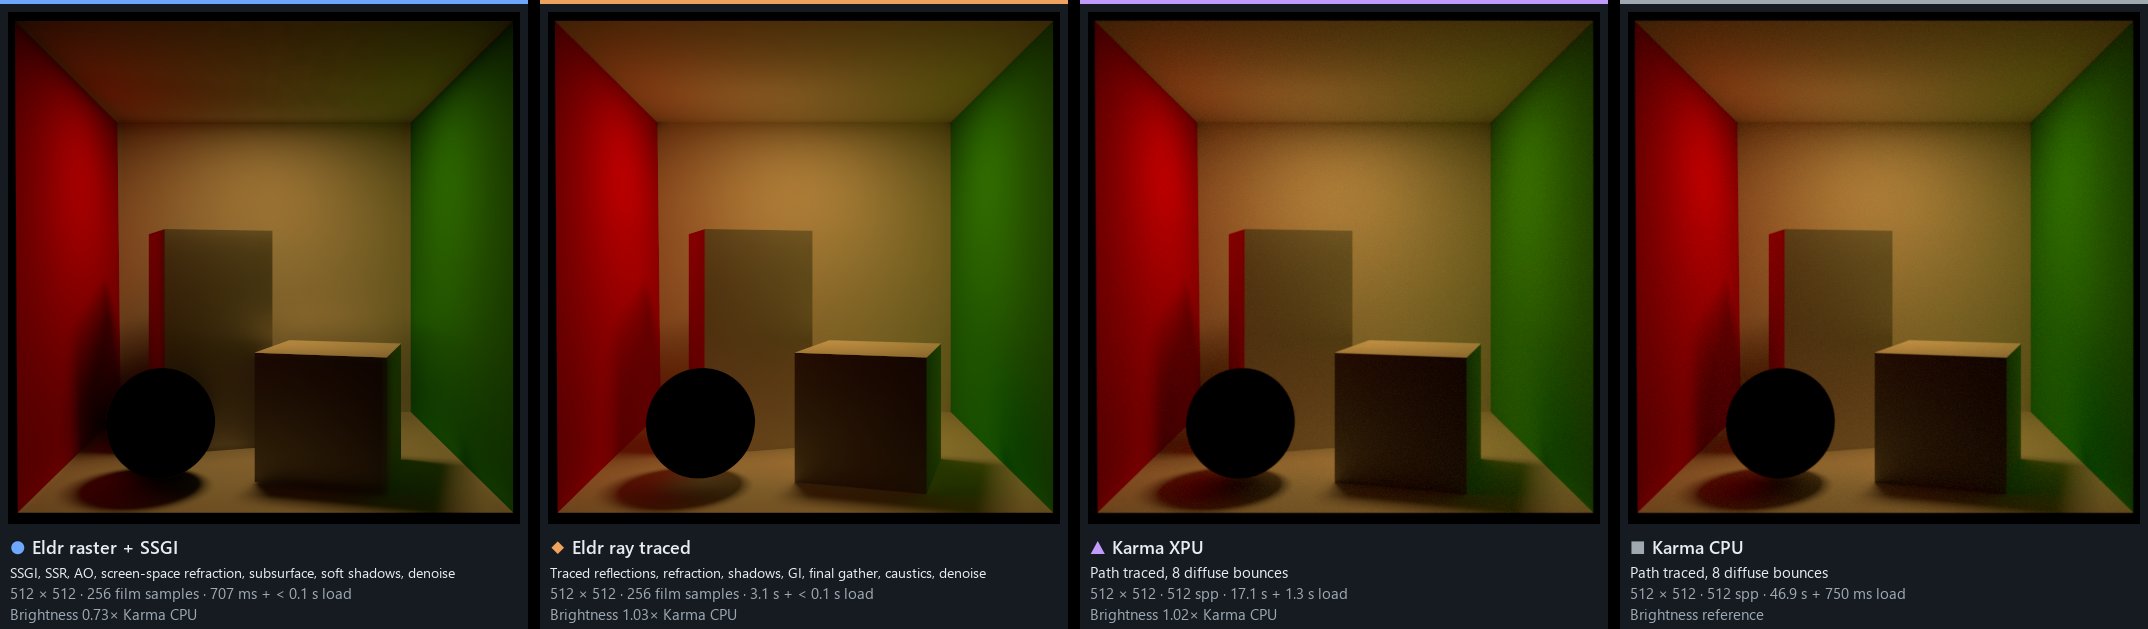 Eldr raster + SSGI
SSGI, SSR, AO, screen-space refraction, subsurface, soft shadows, denoise
512 × 512 · 256 film samples · 707 ms + < 0.1 s load
Brightness 0.73× Karma CPU
Eldr ray traced
Traced reflections, refraction, shadows, GI, final gather, caustics, denoise
512 × 512 · 256 film samples · 3.1 s + < 0.1 s load
Brightness 1.03× Karma CPU
Karma XPU
Path traced, 8 diffuse bounces
512 × 512 · 512 spp · 17.1 s + 1.3 s load
Brightness 1.02× Karma CPU
Karma CPU
Path traced, 8 diffuse bounces
512 × 512 · 512 spp · 46.9 s + 750 ms load
Brightness reference